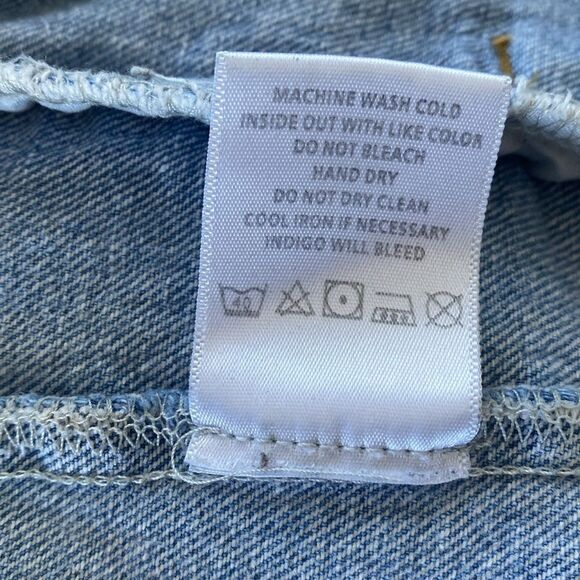 MACHINE WASH COLD
INSIDE OUT WITH LIKE COLOR
DO NOT BLEACH
HAND DRY
DO NOT DRY CLEAN
COOL IRON IF NECESSARY
INDIGO WILL BLEED
40